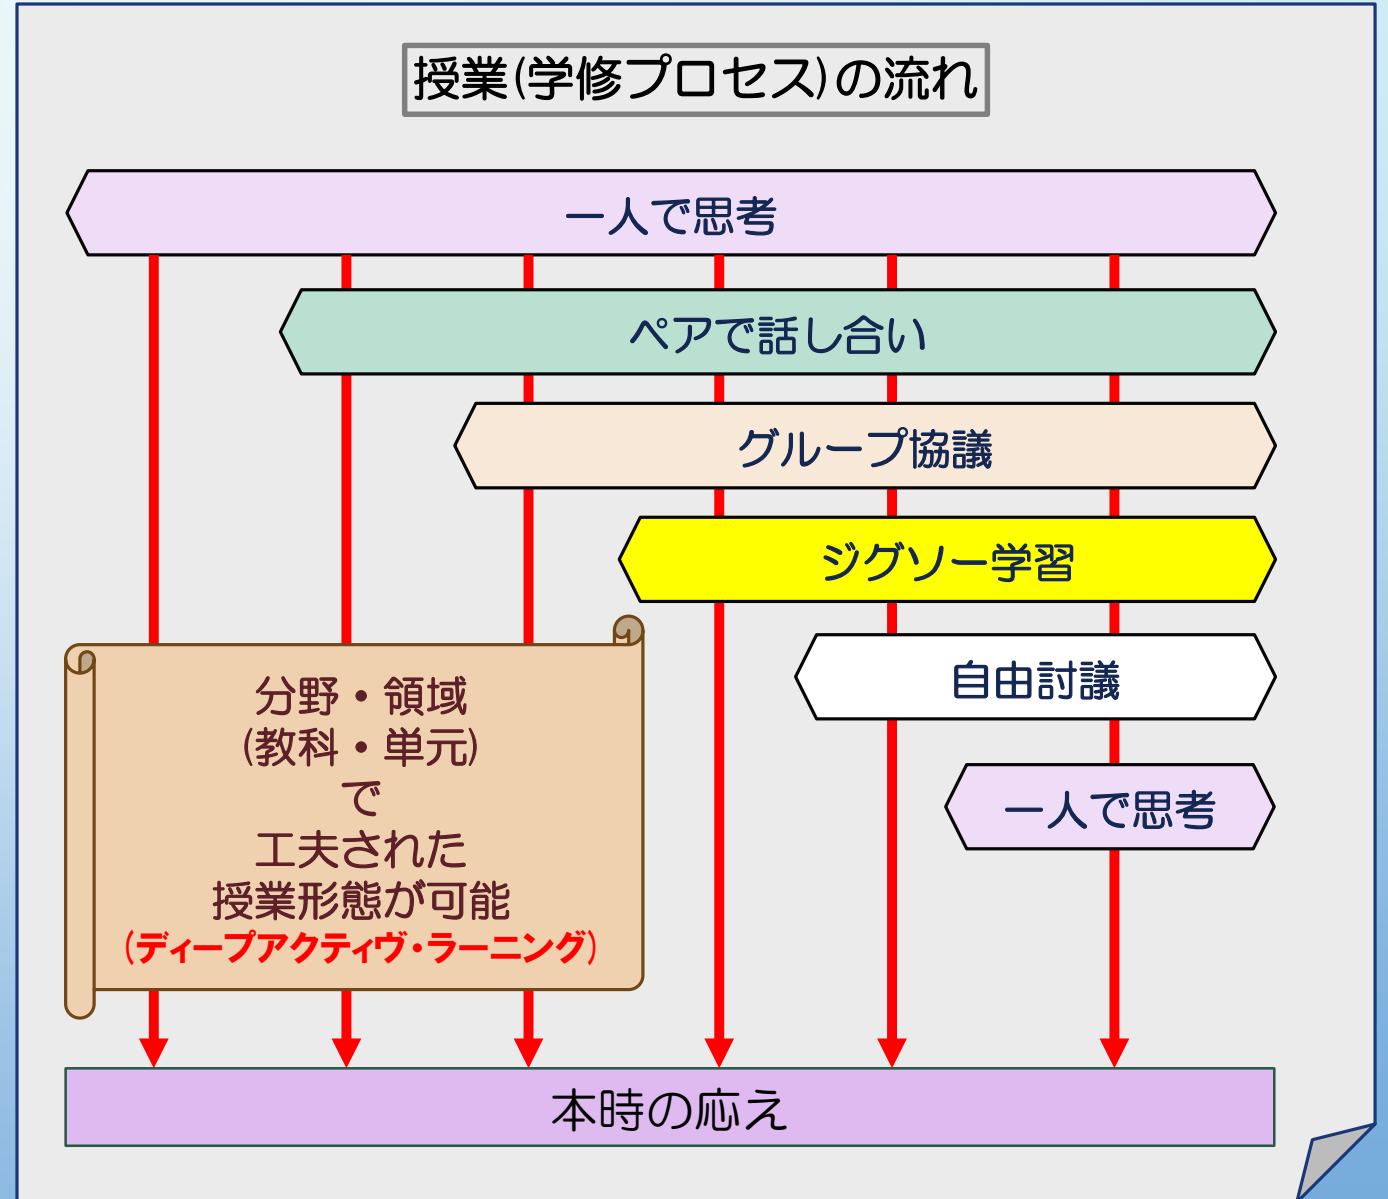 授業(学修プロセス)の流れ
一人で思考
ペアで話し合い
グループ協議
ジグソー学習
自由討議
一人で思考
分野・領域
(教科・単元)
で
工夫された
授業形態が可能
(ディープアクティヴ・ラーニング)
本時の応え